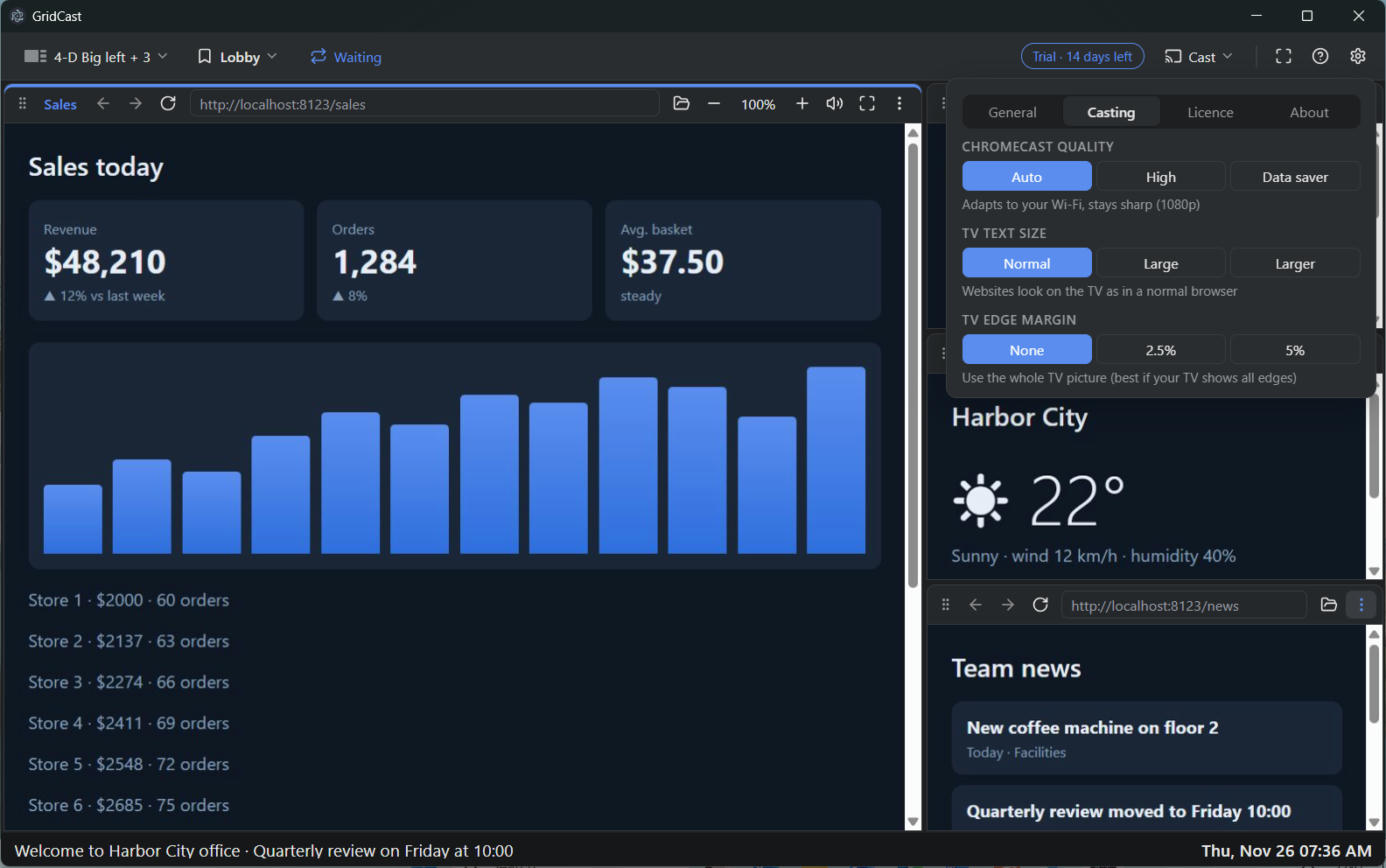 GridCast
4-D Big left + 3
Lobby
Waiting
Trial · 14 days left
Cast
Sales
http://localhost:8123/sales
100%
General
Casting
Licence
About
CHROMECAST QUALITY
Auto
High
Data saver
Adapts to your Wi-Fi, stays sharp (1080p)
TV TEXT SIZE
Normal
Large
Larger
Websites look on the TV as in a normal browser
TV EDGE MARGIN
None
2.5%
5%
Use the whole TV picture (best if your TV shows all edges)
Sales today
Revenue
$48,210
▲ 12% vs last week
Orders
1,284
▲ 8%
Avg. basket
$37.50
steady
Store 1 · $2000 · 60 orders
Store 2 · $2137 · 63 orders
Store 3 · $2274 · 66 orders
Store 4 · $2411 · 69 orders
Store 5 · $2548 · 72 orders
Store 6 · $2685 · 75 orders
Harbor City
22°
Sunny · wind 12 km/h · humidity 40%
http://localhost:8123/news
Team news
New coffee machine on floor 2
Today · Facilities
Quarterly review moved to Friday 10:00
Welcome to Harbor City office · Quarterly review on Friday at 10:00
Thu, Nov 26 07:36 AM